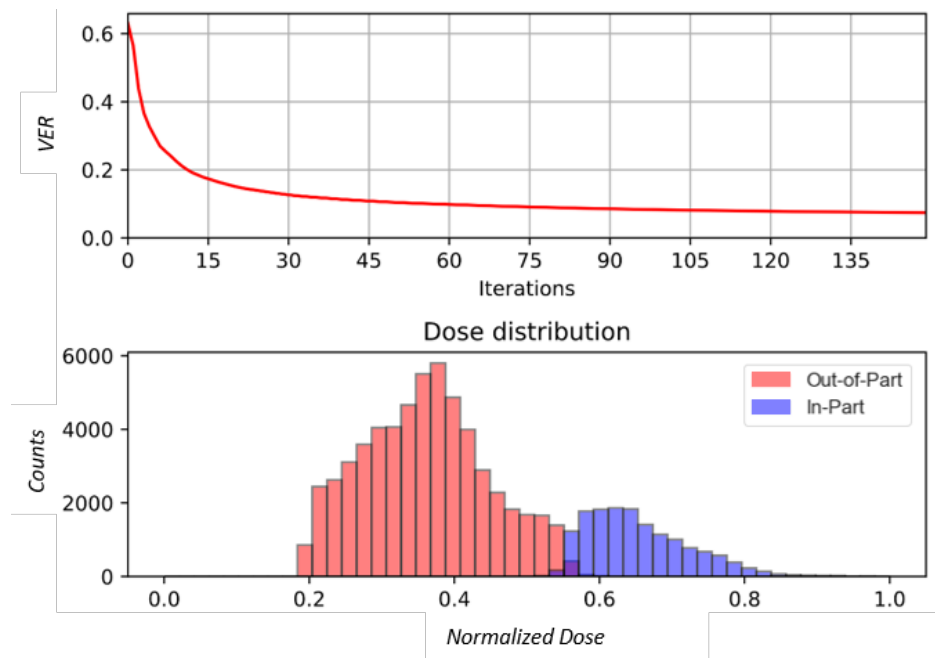 0.6
0.4
0.2
0.0
VER
0 15 30 45 60 75 90 105 120 135
Iterations
Dose distribution
6000
4000
2000
0
Counts
Out-of-Part
In-Part
0.0 0.2 0.4 0.6 0.8 1.0
Normalized Dose